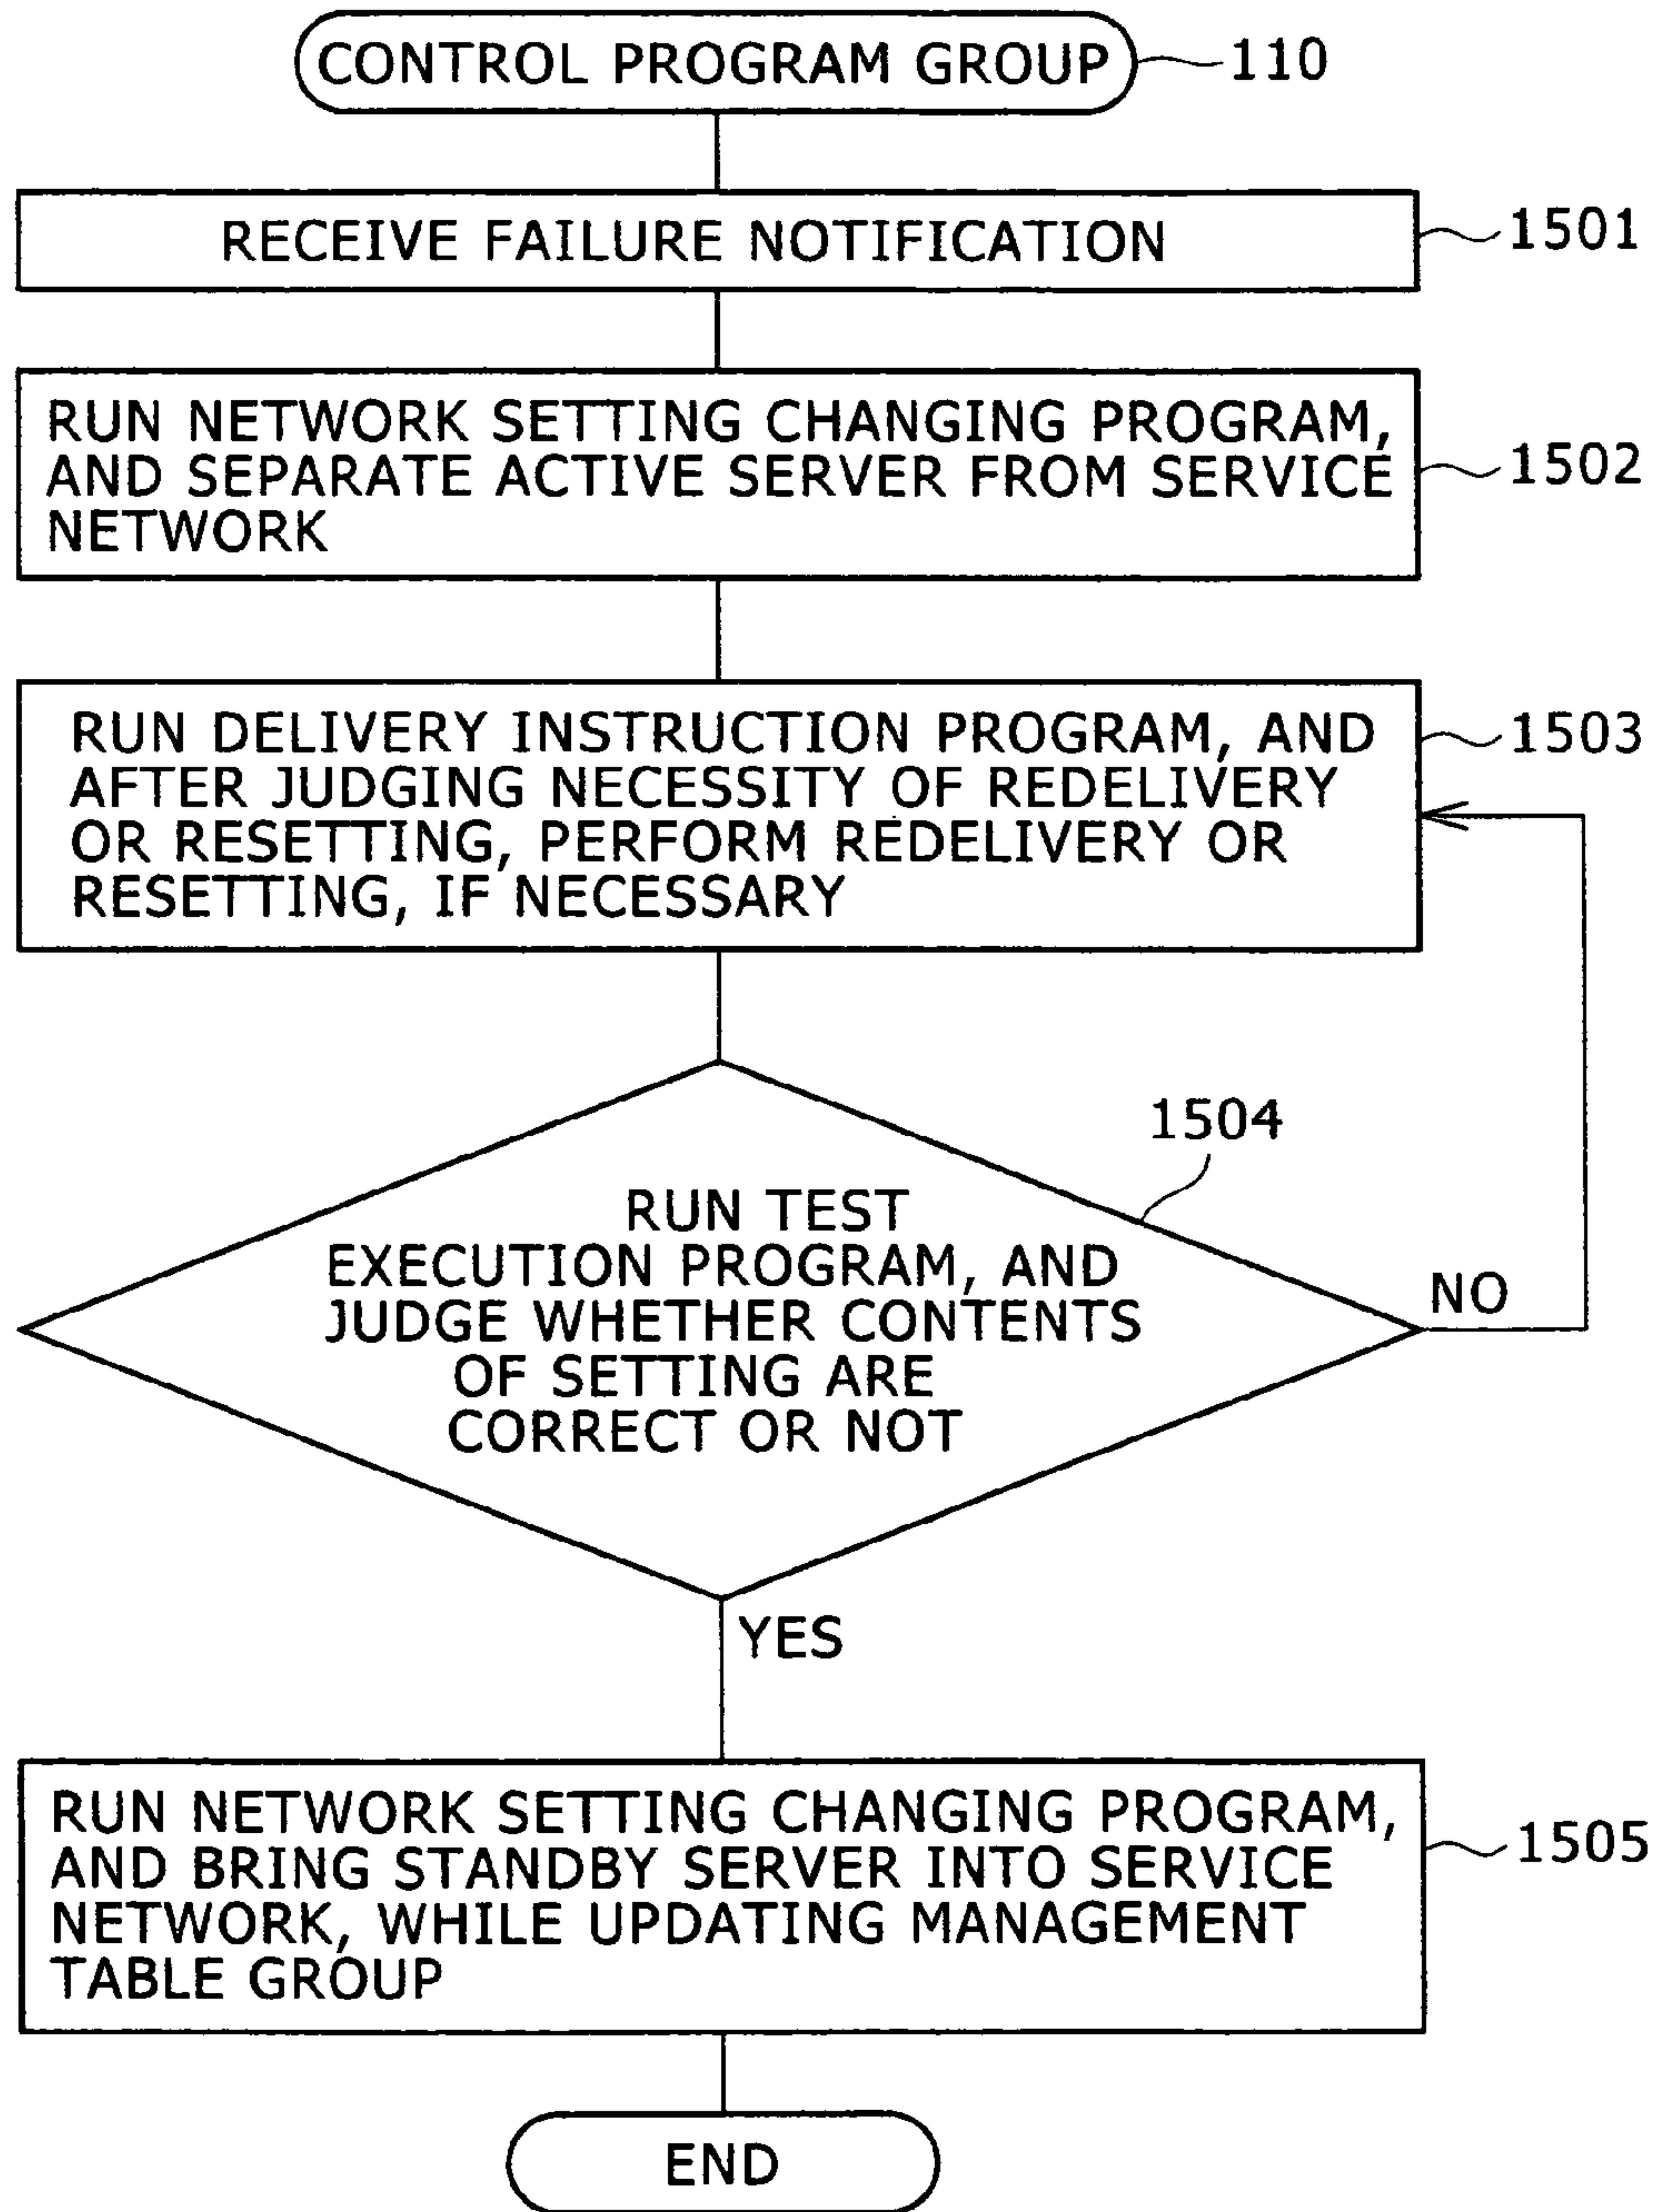 CONTROL PROGRAM GROUP
110
RECEIVE FAILURE NOTIFICATION
1501
RUN NETWORK SETTING CHANGING PROGRAM,
AND SEPARATE ACTIVE SERVER FROM SERVICE
NETWORK
1502
RUN DELIVERY INSTRUCTION PROGRAM, AND
AFTER JUDGING NECESSITY OF REDELIVERY
OR RESETTING, PERFORM REDELIVERY OR
RESETTING, IF NECESSARY
1503
1504
RUN TEST
EXECUTION PROGRAM, AND
JUDGE WHETHER CONTENTS
OF SETTING ARE
CORRECT OR NOT
NO
YES
RUN NETWORK SETTING CHANGING PROGRAM,
AND BRING STANDBY SERVER INTO SERVICE
NETWORK, WHILE UPDATING MANAGEMENT
TABLE GROUP
1505
END